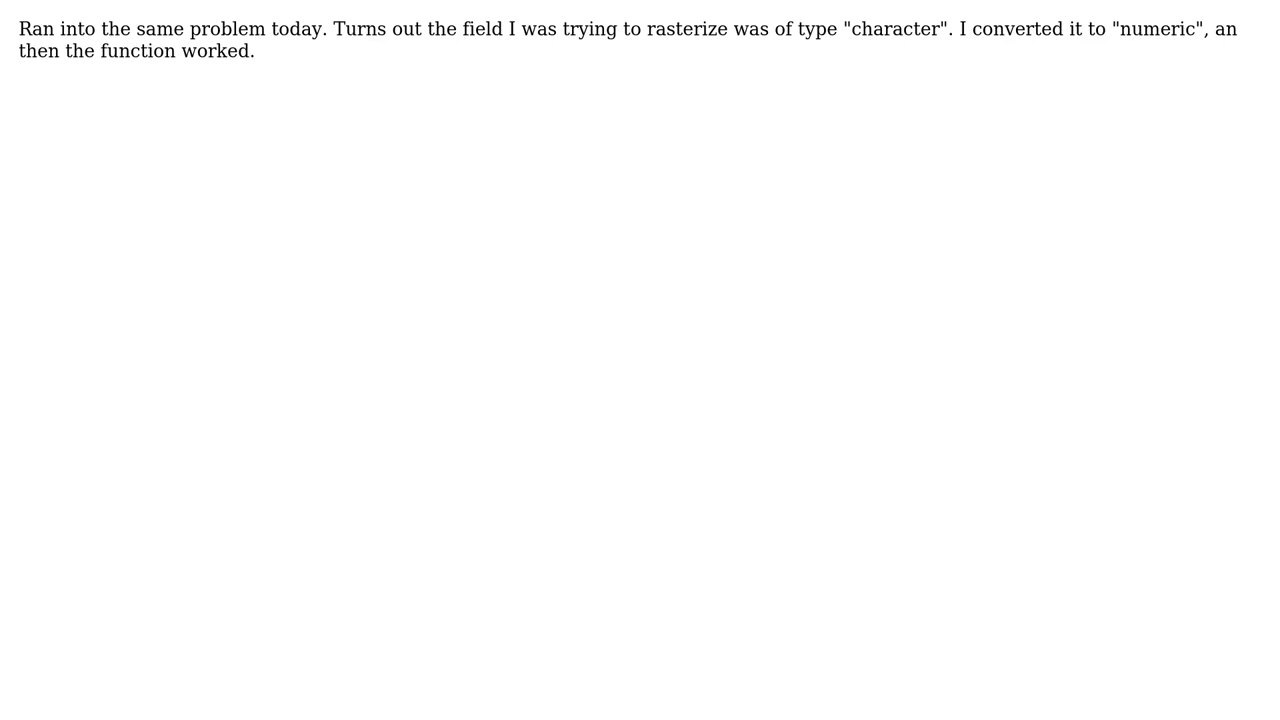 Ran into the same problem today. Turns out the field I was trying to rasterize was of type "character". I converted it to "numeric", an
then the function worked.